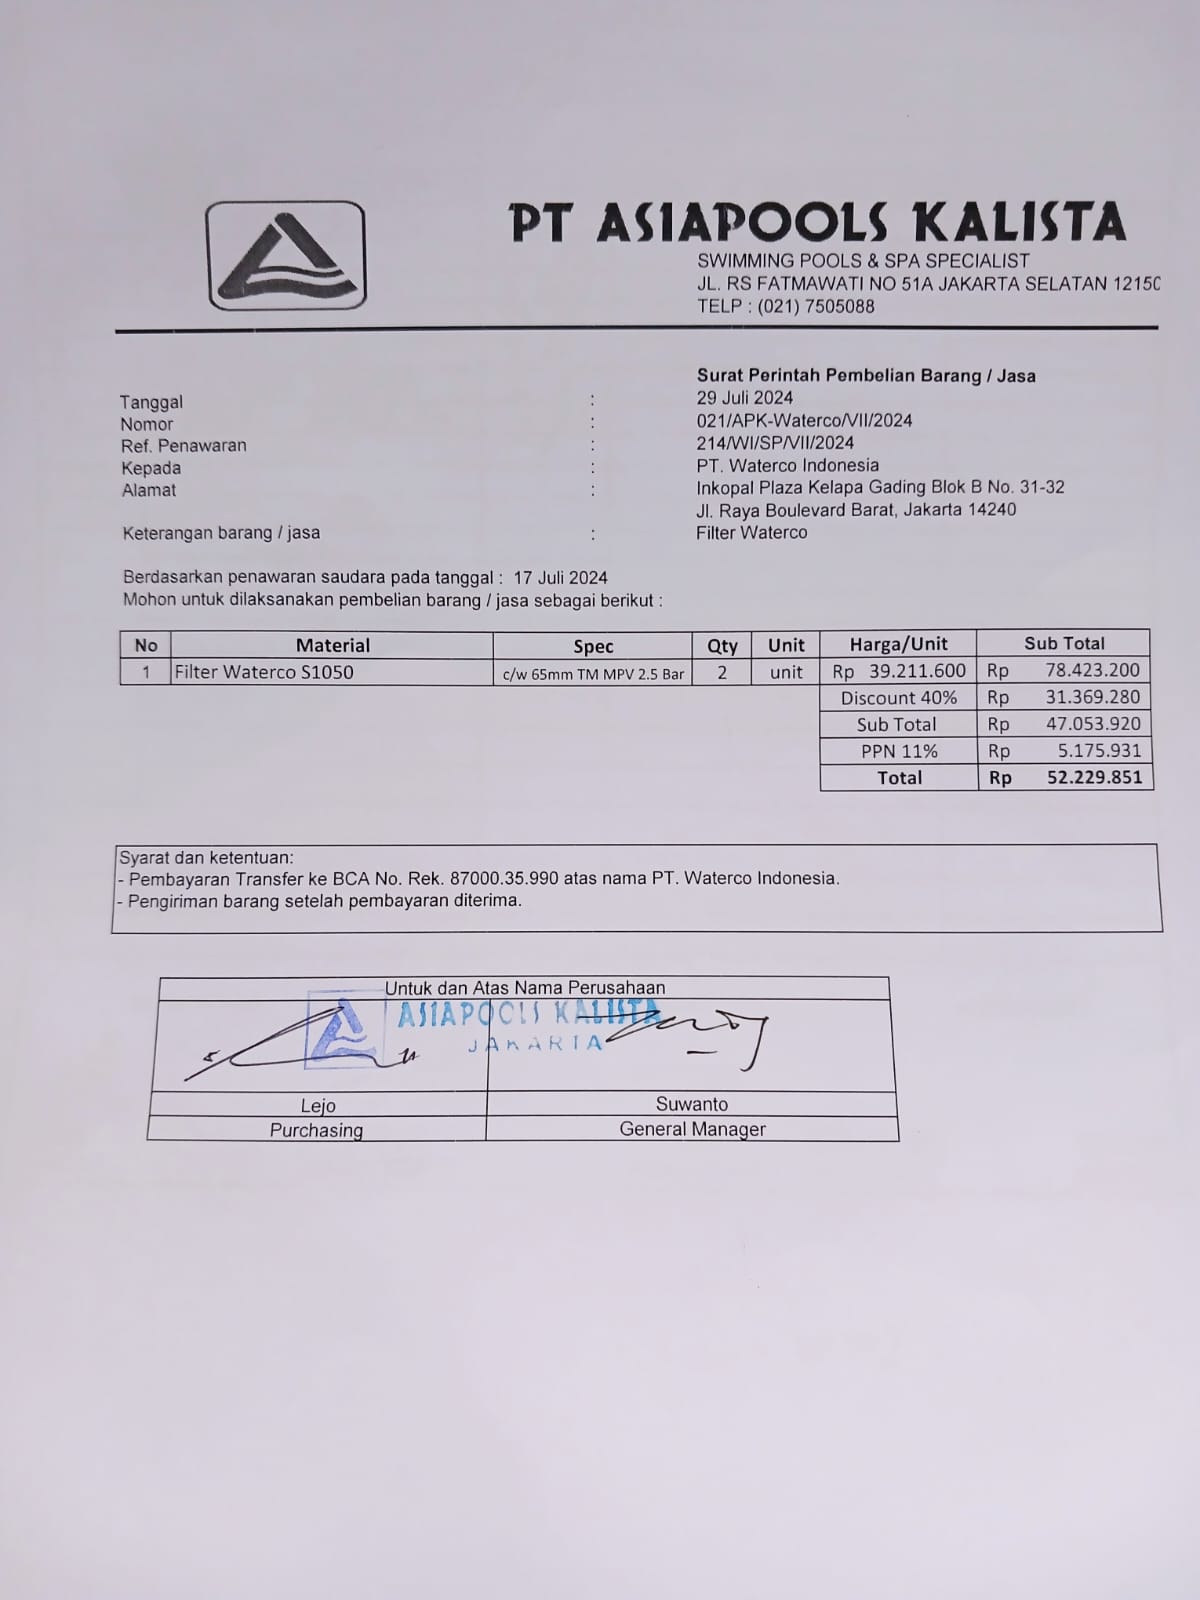 PT ASIAPOOLS KALISTA
SWIMMING POOLS & SPA SPECIALIST
JL. RS FATMAWATI NO 51A JAKARTA SELATAN 12150
TELP : (021) 7505088
Surat Perintah Pembelian Barang / Jasa
Tanggal : 29 Juli 2024
Nomor : 021/APK-Waterco/VII/2024
Ref. Penawaran : 214/WI/SP/VII/2024
Kepada : PT. Waterco Indonesia
Alamat : Inkopal Plaza Kelapa Gading Blok B No. 31-32
Jl. Raya Boulevard Barat, Jakarta 14240
Keterangan barang / jasa : Filter Waterco
Berdasarkan penawaran saudara pada tanggal : 17 Juli 2024
Mohon untuk dilaksanakan pembelian barang / jasa sebagai berikut :
No Material Spec Qty Unit Harga/Unit Sub Total
1 Filter Waterco S1050 c/w 65mm TM MPV 2.5 Bar 2 unit Rp 39.211.600 Rp 78.423.200
Discount 40% Rp 31.369.280
Sub Total Rp 47.053.920
PPN 11% Rp 5.175.931
Total Rp 52.229.851
Syarat dan ketentuan:
- Pembayaran Transfer ke BCA No. Rek. 87000.35.990 atas nama PT. Waterco Indonesia.
- Pengiriman barang setelah pembayaran diterima.
Untuk dan Atas Nama Perusahaan
ASIAPOOLS KALISTA
JAKARTA
Lejo Suwanto
Purchasing General Manager